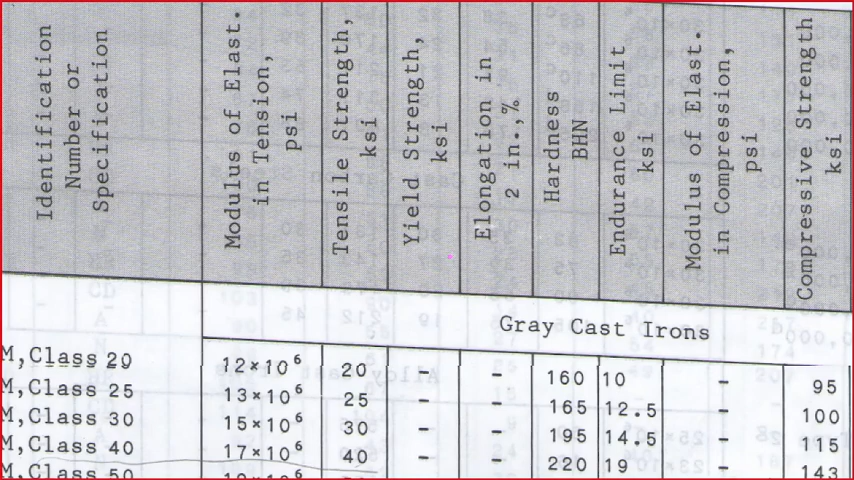 Identification Number or Specification
Modulus of Elast. in Tension, psi
Tensile Strength, ksi
Yield Strength, ksi
Elongation in 2 in.,%
Hardness BHN
Endurance Limit ksi
Modulus of Elast. in Compression, psi
Compressive Strength ksi
Gray Cast Irons
M,Class 20 12×10⁶ 20 - - 160 10 - 95
M,Class 25 13×10⁶ 25 - - 165 12.5 - 100
M,Class 30 15×10⁶ 30 - - 195 14.5 - 115
M,Class 40 17×10⁶ 40 - - 220 19 - 143
M,Class 50